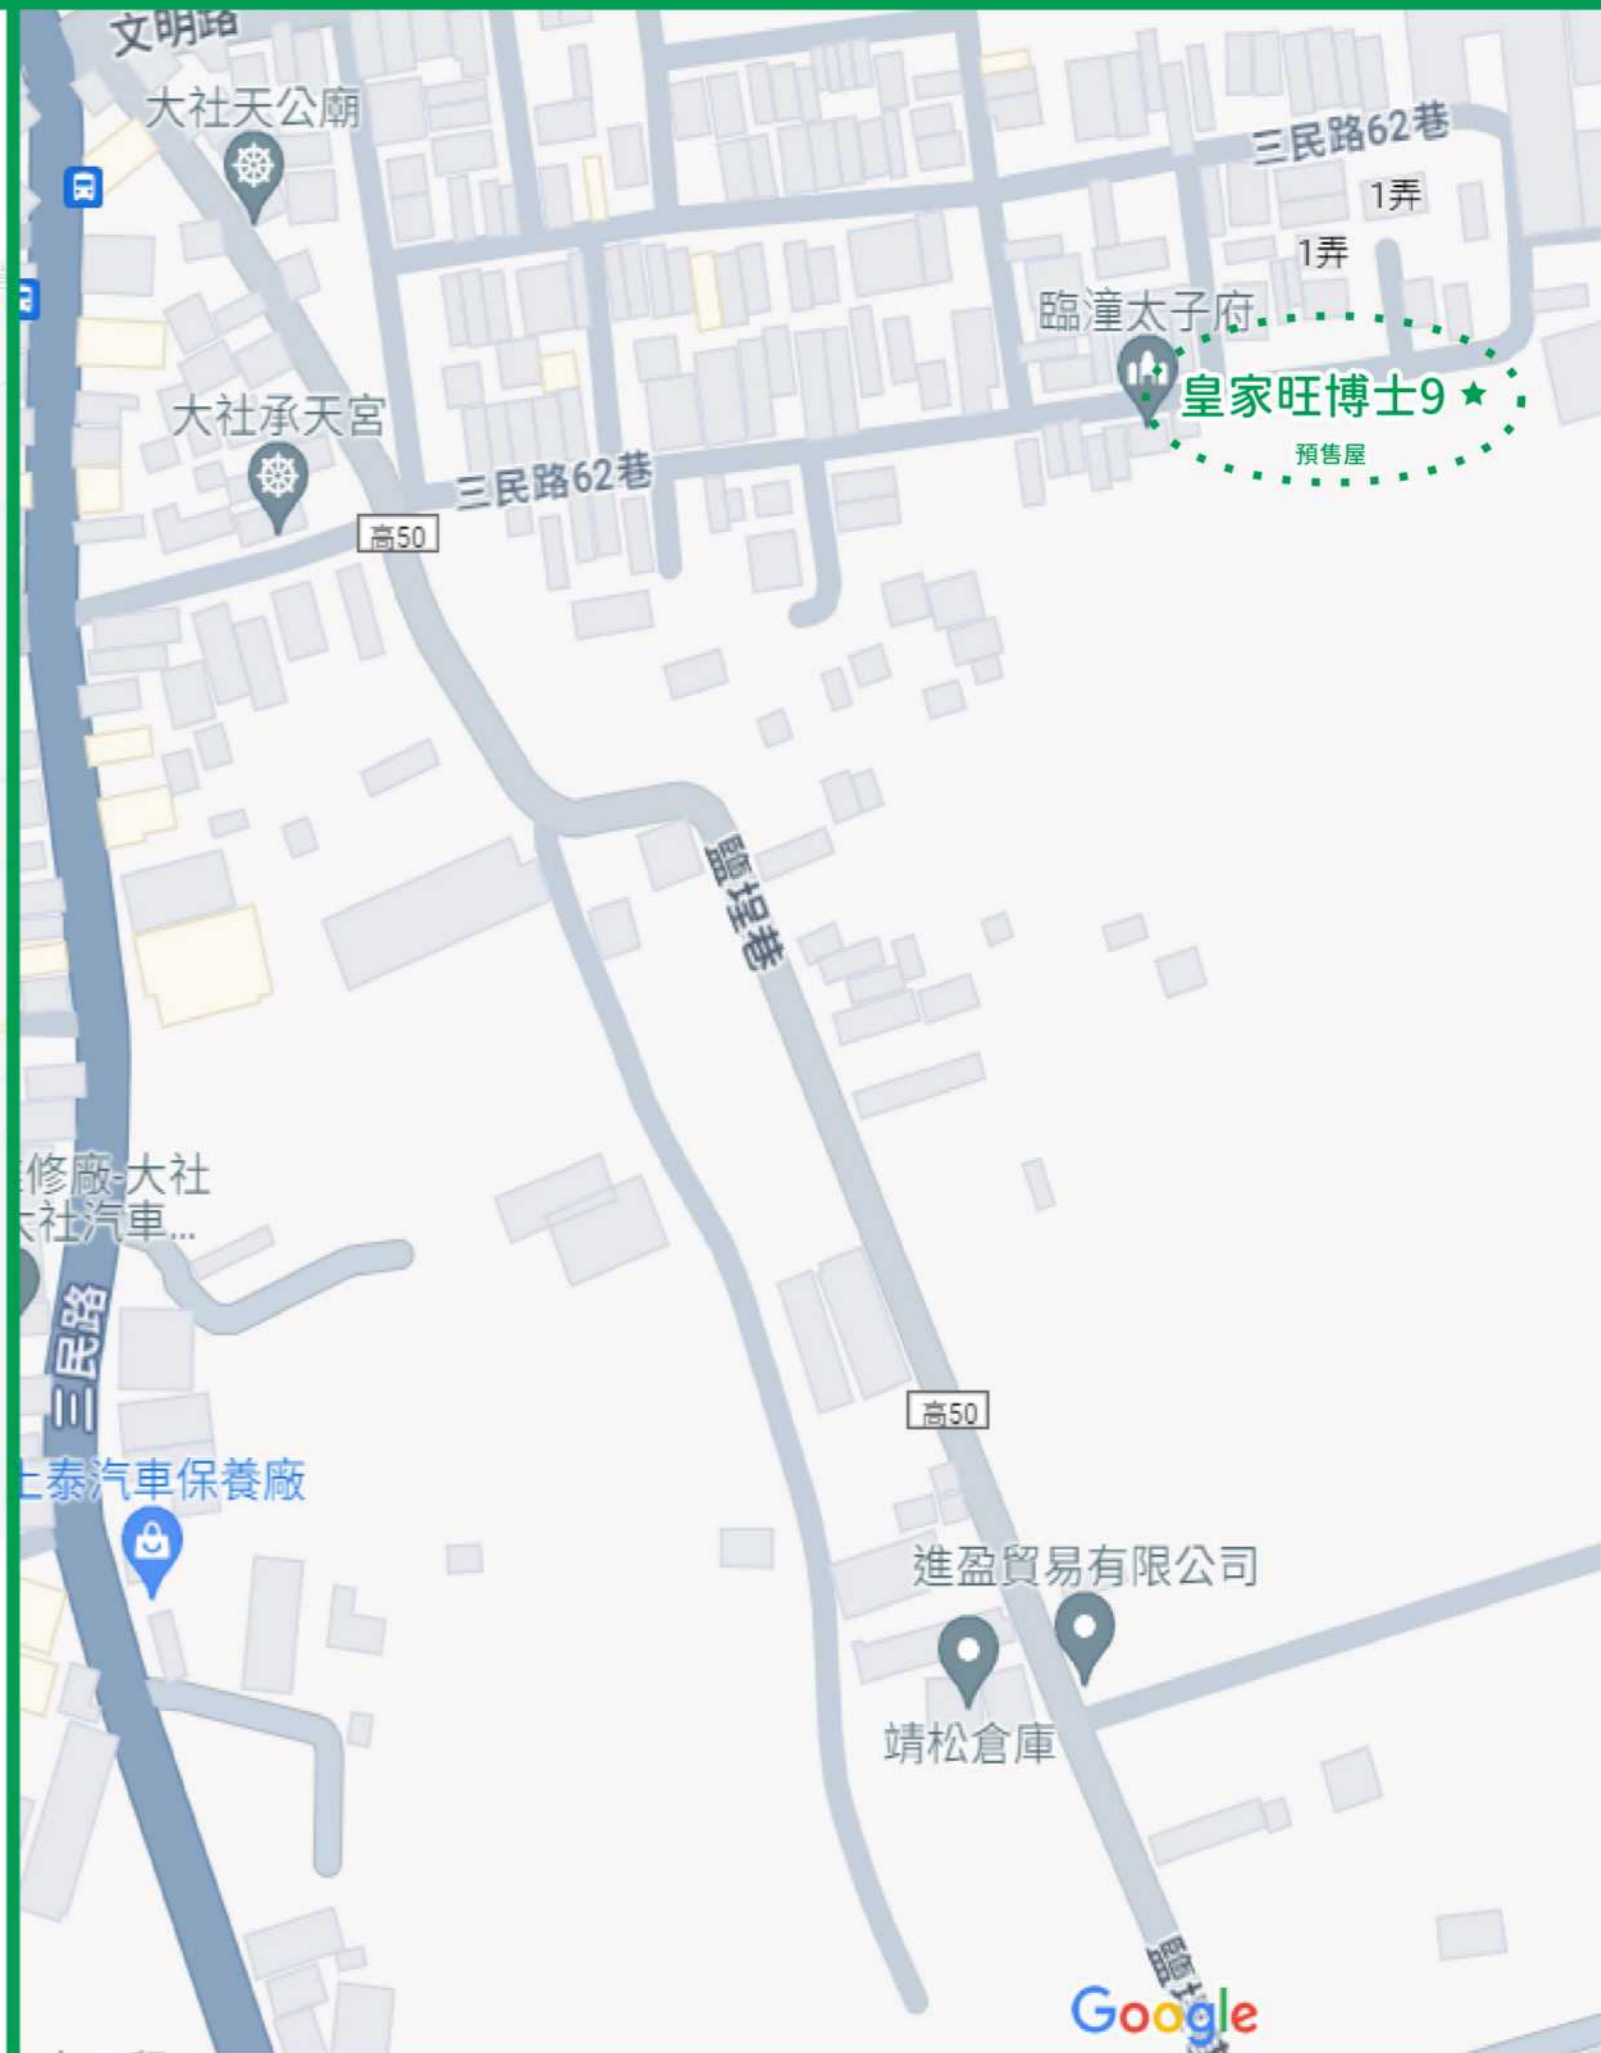 文明路
大社天公廟
三民路62巷
1弄
1弄
臨潼太子府
皇家旺博士9
預售屋
大社承天宮
三民路62巷
高50
鹽埕巷
修廠-大社
大社汽車...
三民路
高50
上泰汽車保養廠
進盈貿易有限公司
靖松倉庫
鹽埕巷
Google